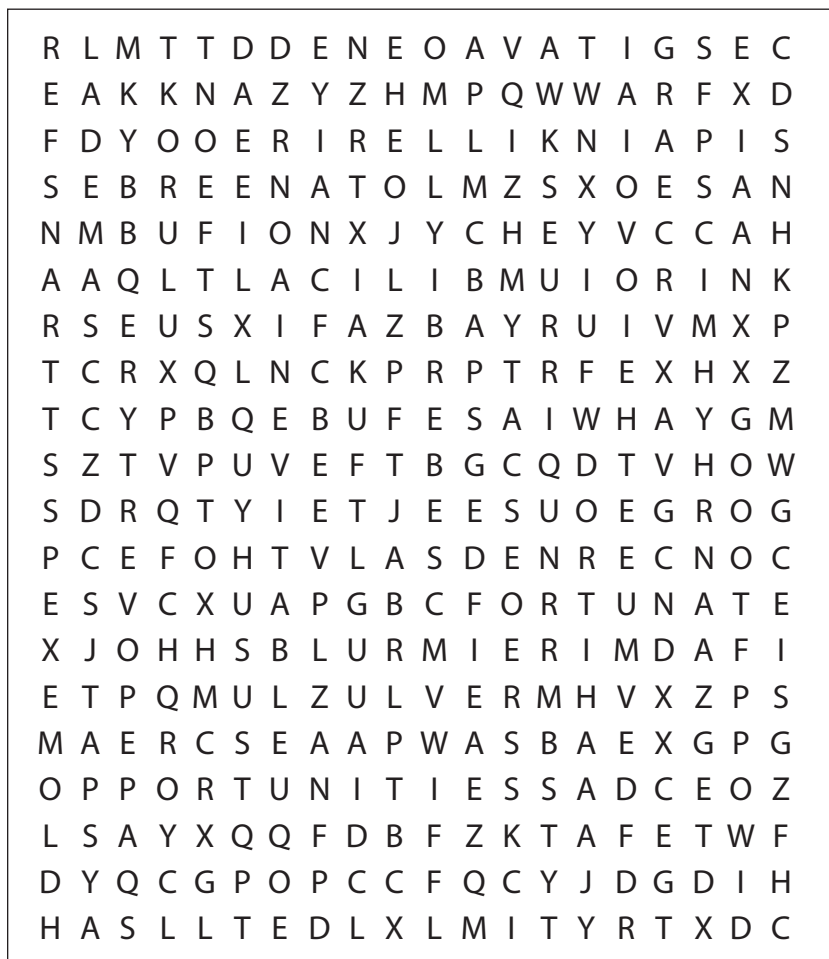 R L M T T D D E N E O A V A T I G S E C
E A K K N A Z Y Z H M P Q W W A R F X D
F D Y O O E R I R E L L I K N I A P I S
S E B R E E N A T O L M Z S X O E S A N
N M B U F I O N X J Y C H E Y V C C A H
A A Q L T L A C I L I B M U I O R I N K
R S E U S X I F A Z B A Y R U I V M X P
T C R X Q L N C K P R P T R F E X H X Z
T C Y P B Q E B U F E S A I W H A Y G M
S Z T V P U V E F T B G C Q D T V H O W
S D R Q T Y I E T J E E S U O E G R O G
P C E F O H T V L A S D E N R E C N O C
E S V C X U A P G B C F O R T U N A T E
X J O H H S B L U R M I E R I M D A F I
E T P Q M U L Z U L V E R M H V X Z P S
M A E R C S E A A P W A S B A E X G P G
O P P O R T U N I T I E S S A D C E O Z
L S A Y X Q Q F D B F Z K T A F E T W F
D Y Q C G P O P C C F Q C Y J D G D I H
H A S L L T E D L X L M I T Y R T X D C